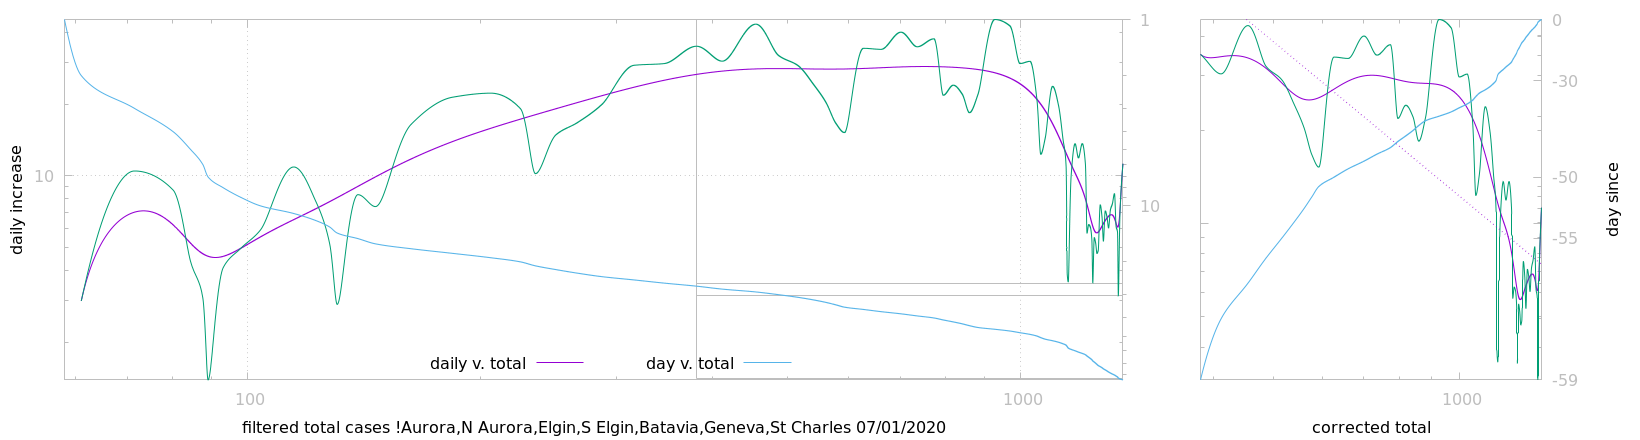 daily increase
10
1
10
daily v. total
day v. total
100
1000
filtered total cases !Aurora,N Aurora,Elgin,S Elgin,Batavia,Geneva,St Charles 07/01/2020
0
-30
-50
-55
-59
day since
1000
corrected total